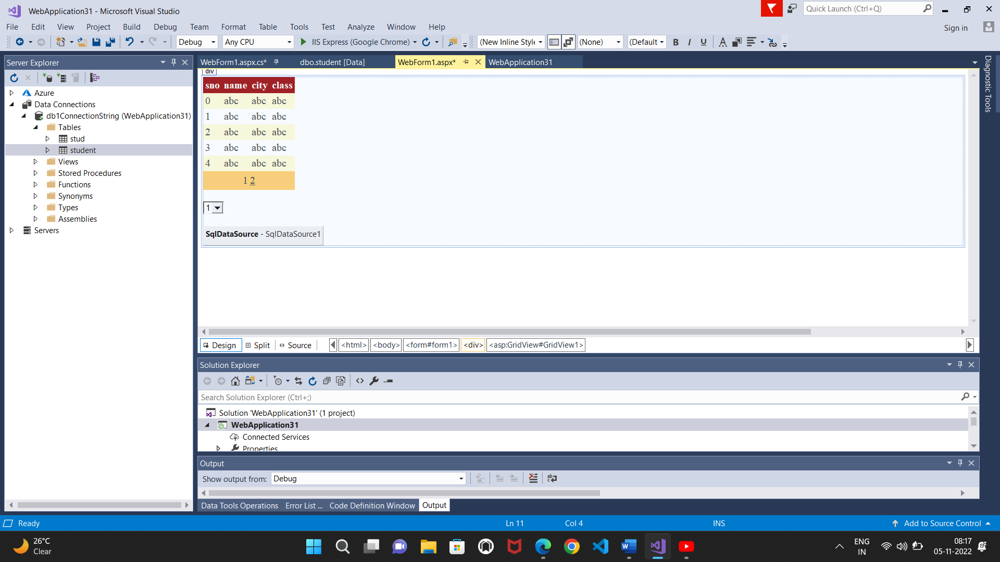 WebApplication31 - Microsoft Visual Studio
Quick Launch (Ctrl+Q)
File Edit View Project Build Debug Team Format Table Tools Test Analyze Window Help
Sign in
Debug Any CPU IIS Express (Google Chrome) (New Inline Style (None) (Default B I U A
Server Explorer
Azure
Data Connections
db1ConnectionString (WebApplication31)
Tables
stud
student
Views
Stored Procedures
Functions
Synonyms
Types
Assemblies
Servers
WebForm1.aspx.cs* dbo.student [Data] WebForm1.aspx* WebApplication31
div
sno name city class
0 abc abc abc
1 abc abc abc
2 abc abc abc
3 abc abc abc
4 abc abc abc
1 2
1
SqlDataSource - SqlDataSource1
Design Split Source <html> <body> <form#form1> <div> <asp:GridView#GridView1>
Diagnostic Tools
Solution Explorer
Search Solution Explorer (Ctrl+;)
Solution 'WebApplication31' (1 project)
WebApplication31
Connected Services
Properties
Output
Show output from: Debug
Data Tools Operations Error List ... Code Definition Window Output
Ready Ln 11 Col 4 INS Add to Source Control
26°C
Clear
ENG
IN
08:17
05-11-2022